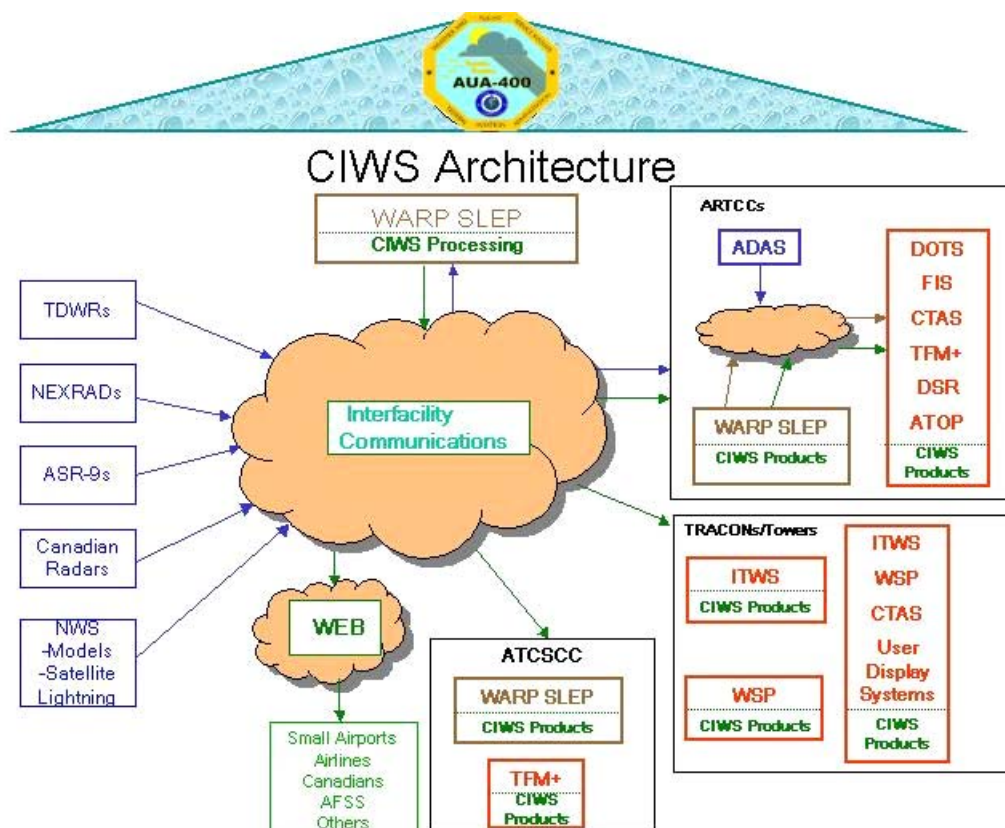 AUA-400
CIWS Architecture
WARP SLEP
CIWS Processing
TDWRs
NEXRADs
ASR-9s
Canadian
Radars
NWS
-Models
-Satellite
Lightning
Interfacility
Communications
WEB
Small Airports
Airlines
Canadians
AFSS
Others
ARTCCs
ADAS
WARP SLEP
CIWS Products
DOTS
FIS
CTAS
TFM+
DSR
ATOP
CIWS
Products
TRACONs/Towers
ITWS
CIWS Products
WSP
CIWS Products
ITWS
WSP
CTAS
User
Display
Systems
CIWS
Products
ATCSCC
WARP SLEP
CIWS Products
TFM+
CIWS
Products